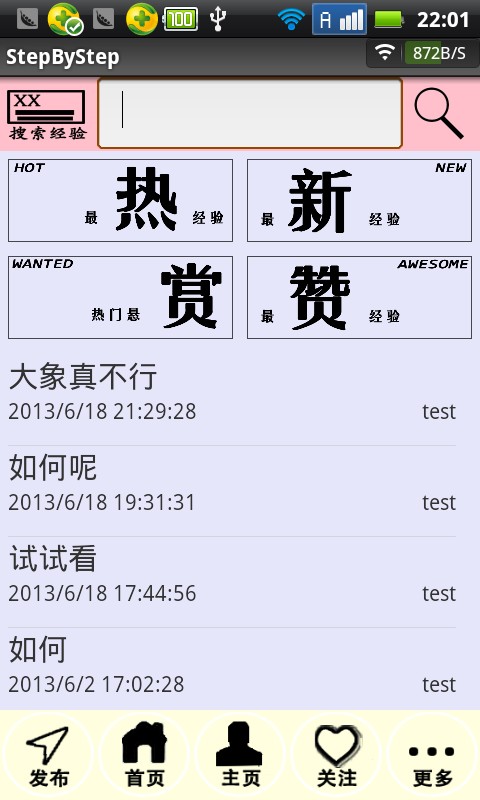 100 A 22:01
StepByStep 872B/S
XX
搜索经验
HOT
最热经验
NEW
最新经验
WANTED
热门悬赏
AWESOME
最赞经验
大象真不行
2013/6/18 21:29:28 test
如何呢
2013/6/18 19:31:31 test
试试看
2013/6/18 17:44:56 test
如何
2013/6/2 17:02:28 test
发布 首页 主页 关注 更多